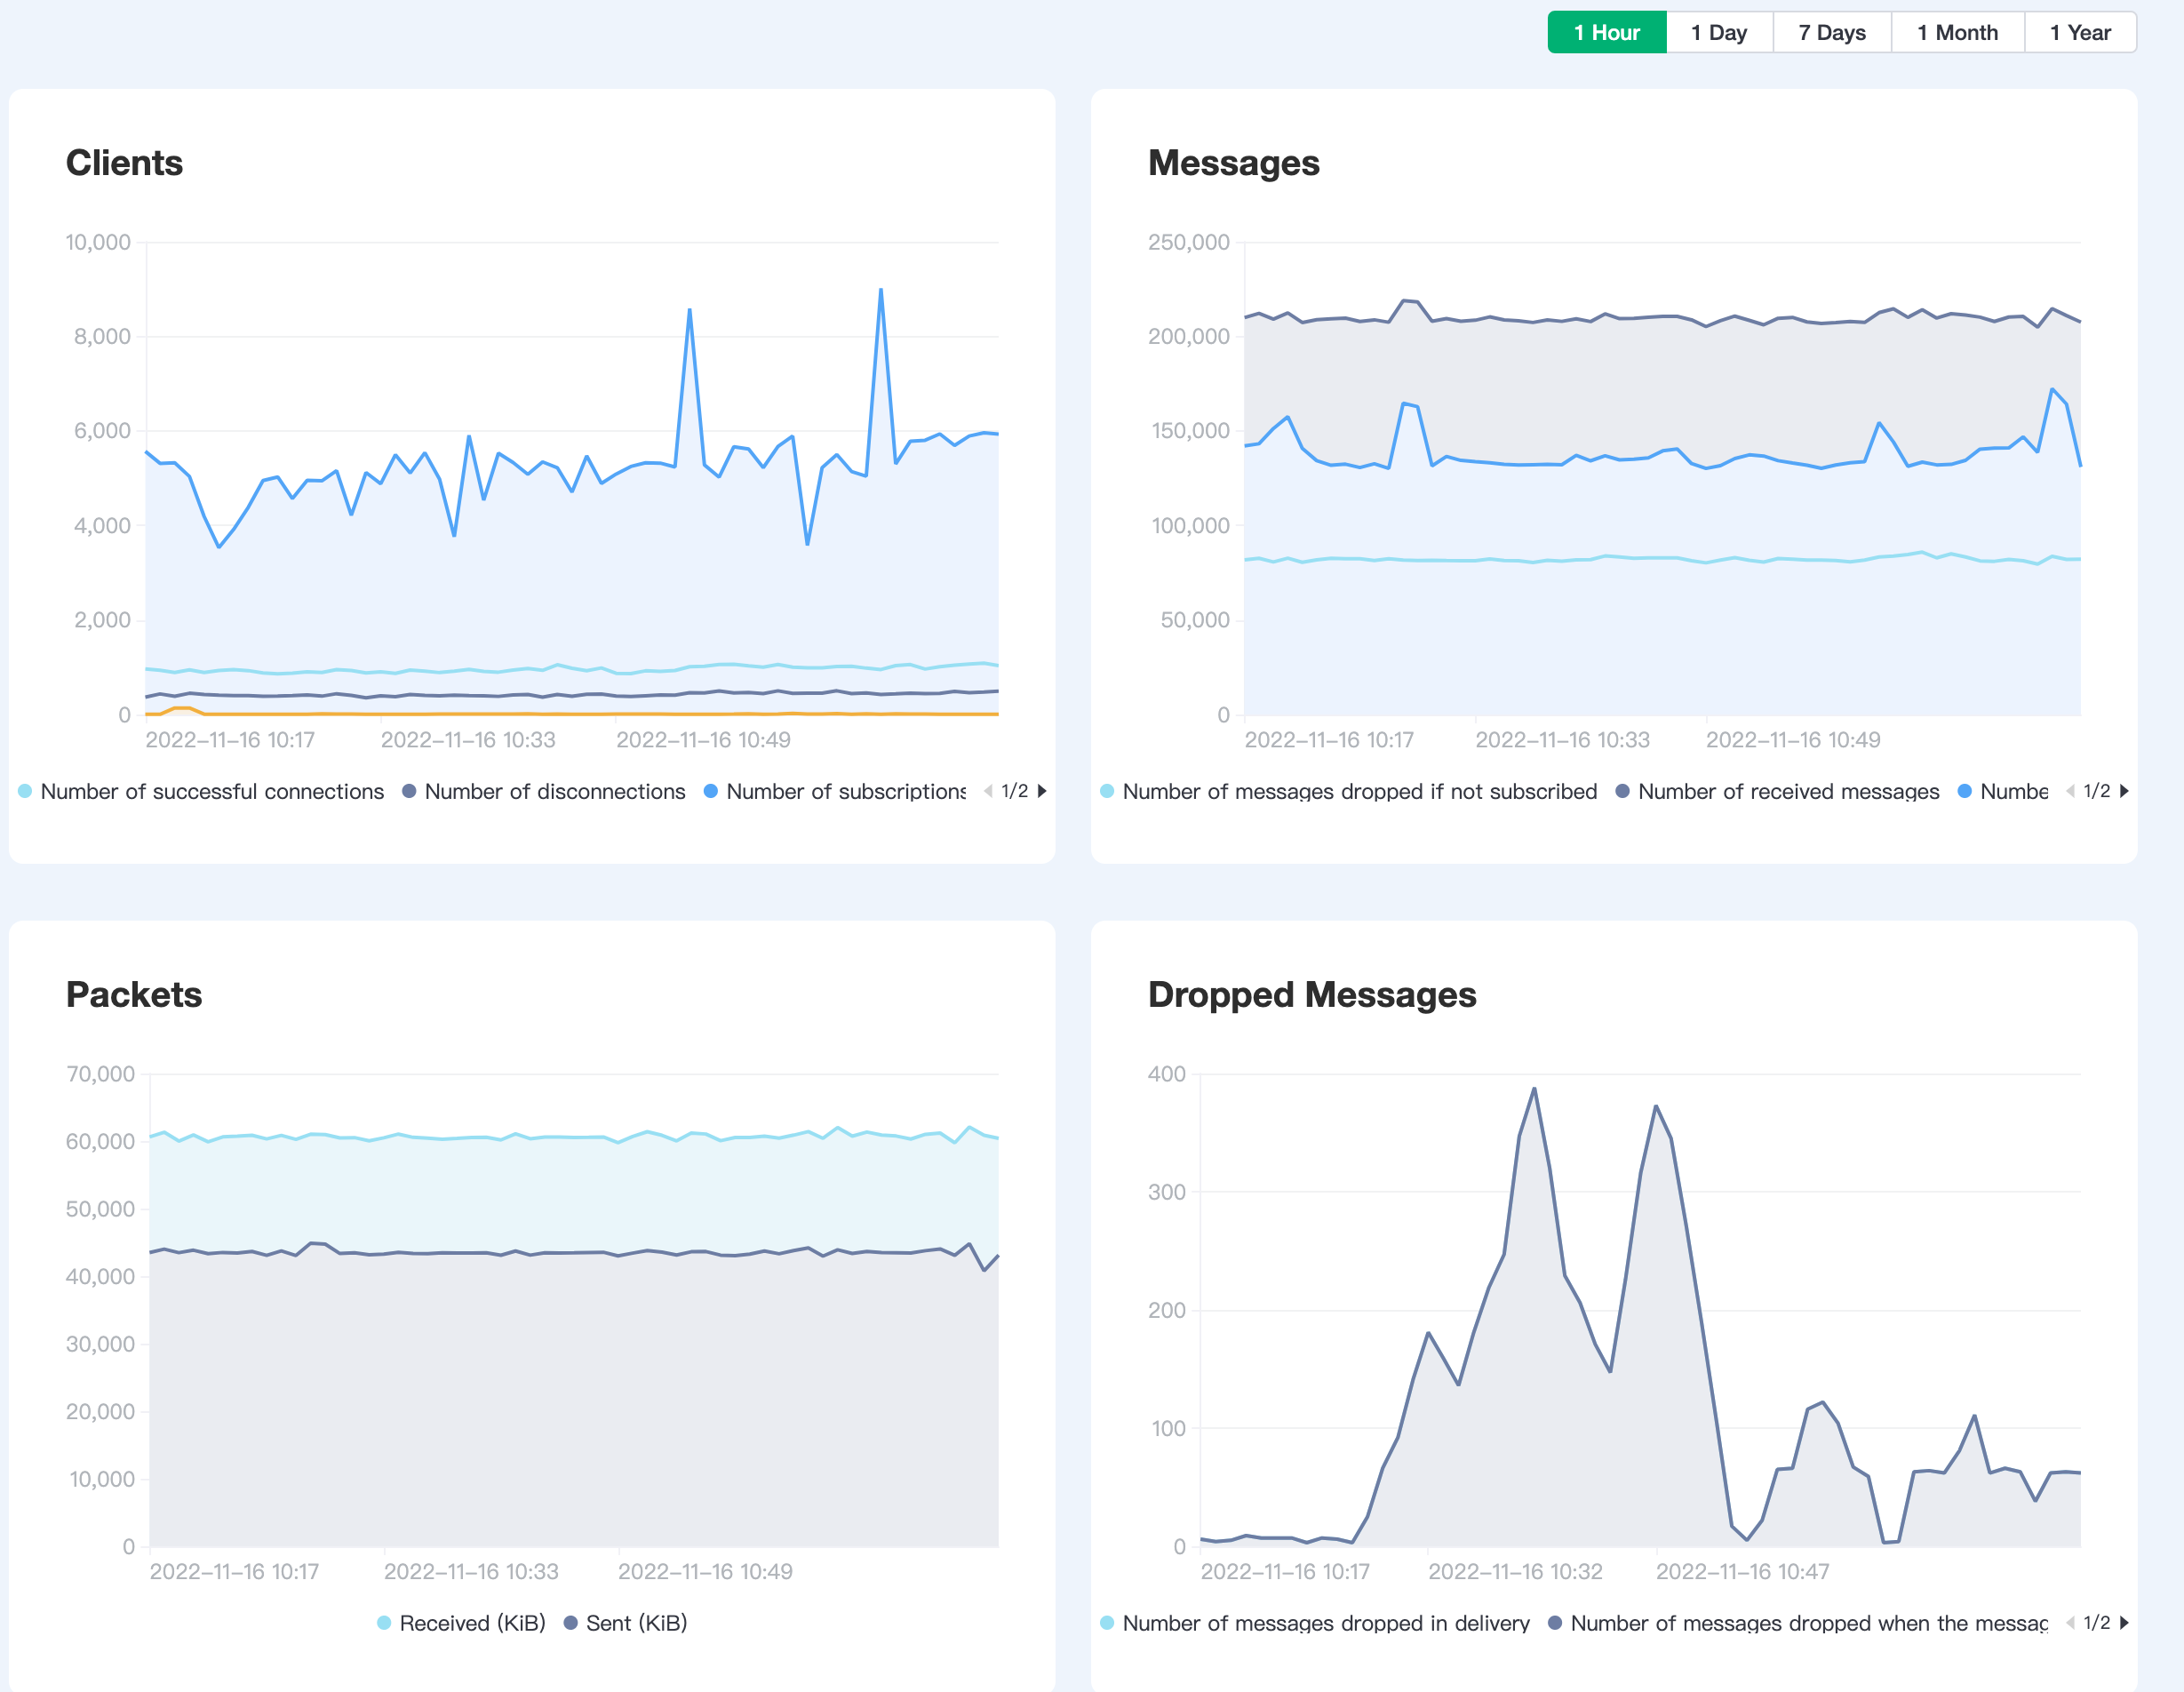 1 Hour 1 Day 7 Days 1 Month 1 Year
Clients
10,000
8,000
6,000
4,000
2,000
0
2022-11-16 10:17 2022-11-16 10:33 2022-11-16 10:49
Number of successful connections Number of disconnections Number of subscriptions 1/2
Messages
250,000
200,000
150,000
100,000
50,000
0
2022-11-16 10:17 2022-11-16 10:33 2022-11-16 10:49
Number of messages dropped if not subscribed Number of received messages Numbe 1/2
Packets
70,000
60,000
50,000
40,000
30,000
20,000
10,000
0
2022-11-16 10:17 2022-11-16 10:33 2022-11-16 10:49
Received (KiB) Sent (KiB)
Dropped Messages
400
300
200
100
0
2022-11-16 10:17 2022-11-16 10:32 2022-11-16 10:47
Number of messages dropped in delivery Number of messages dropped when the messag 1/2